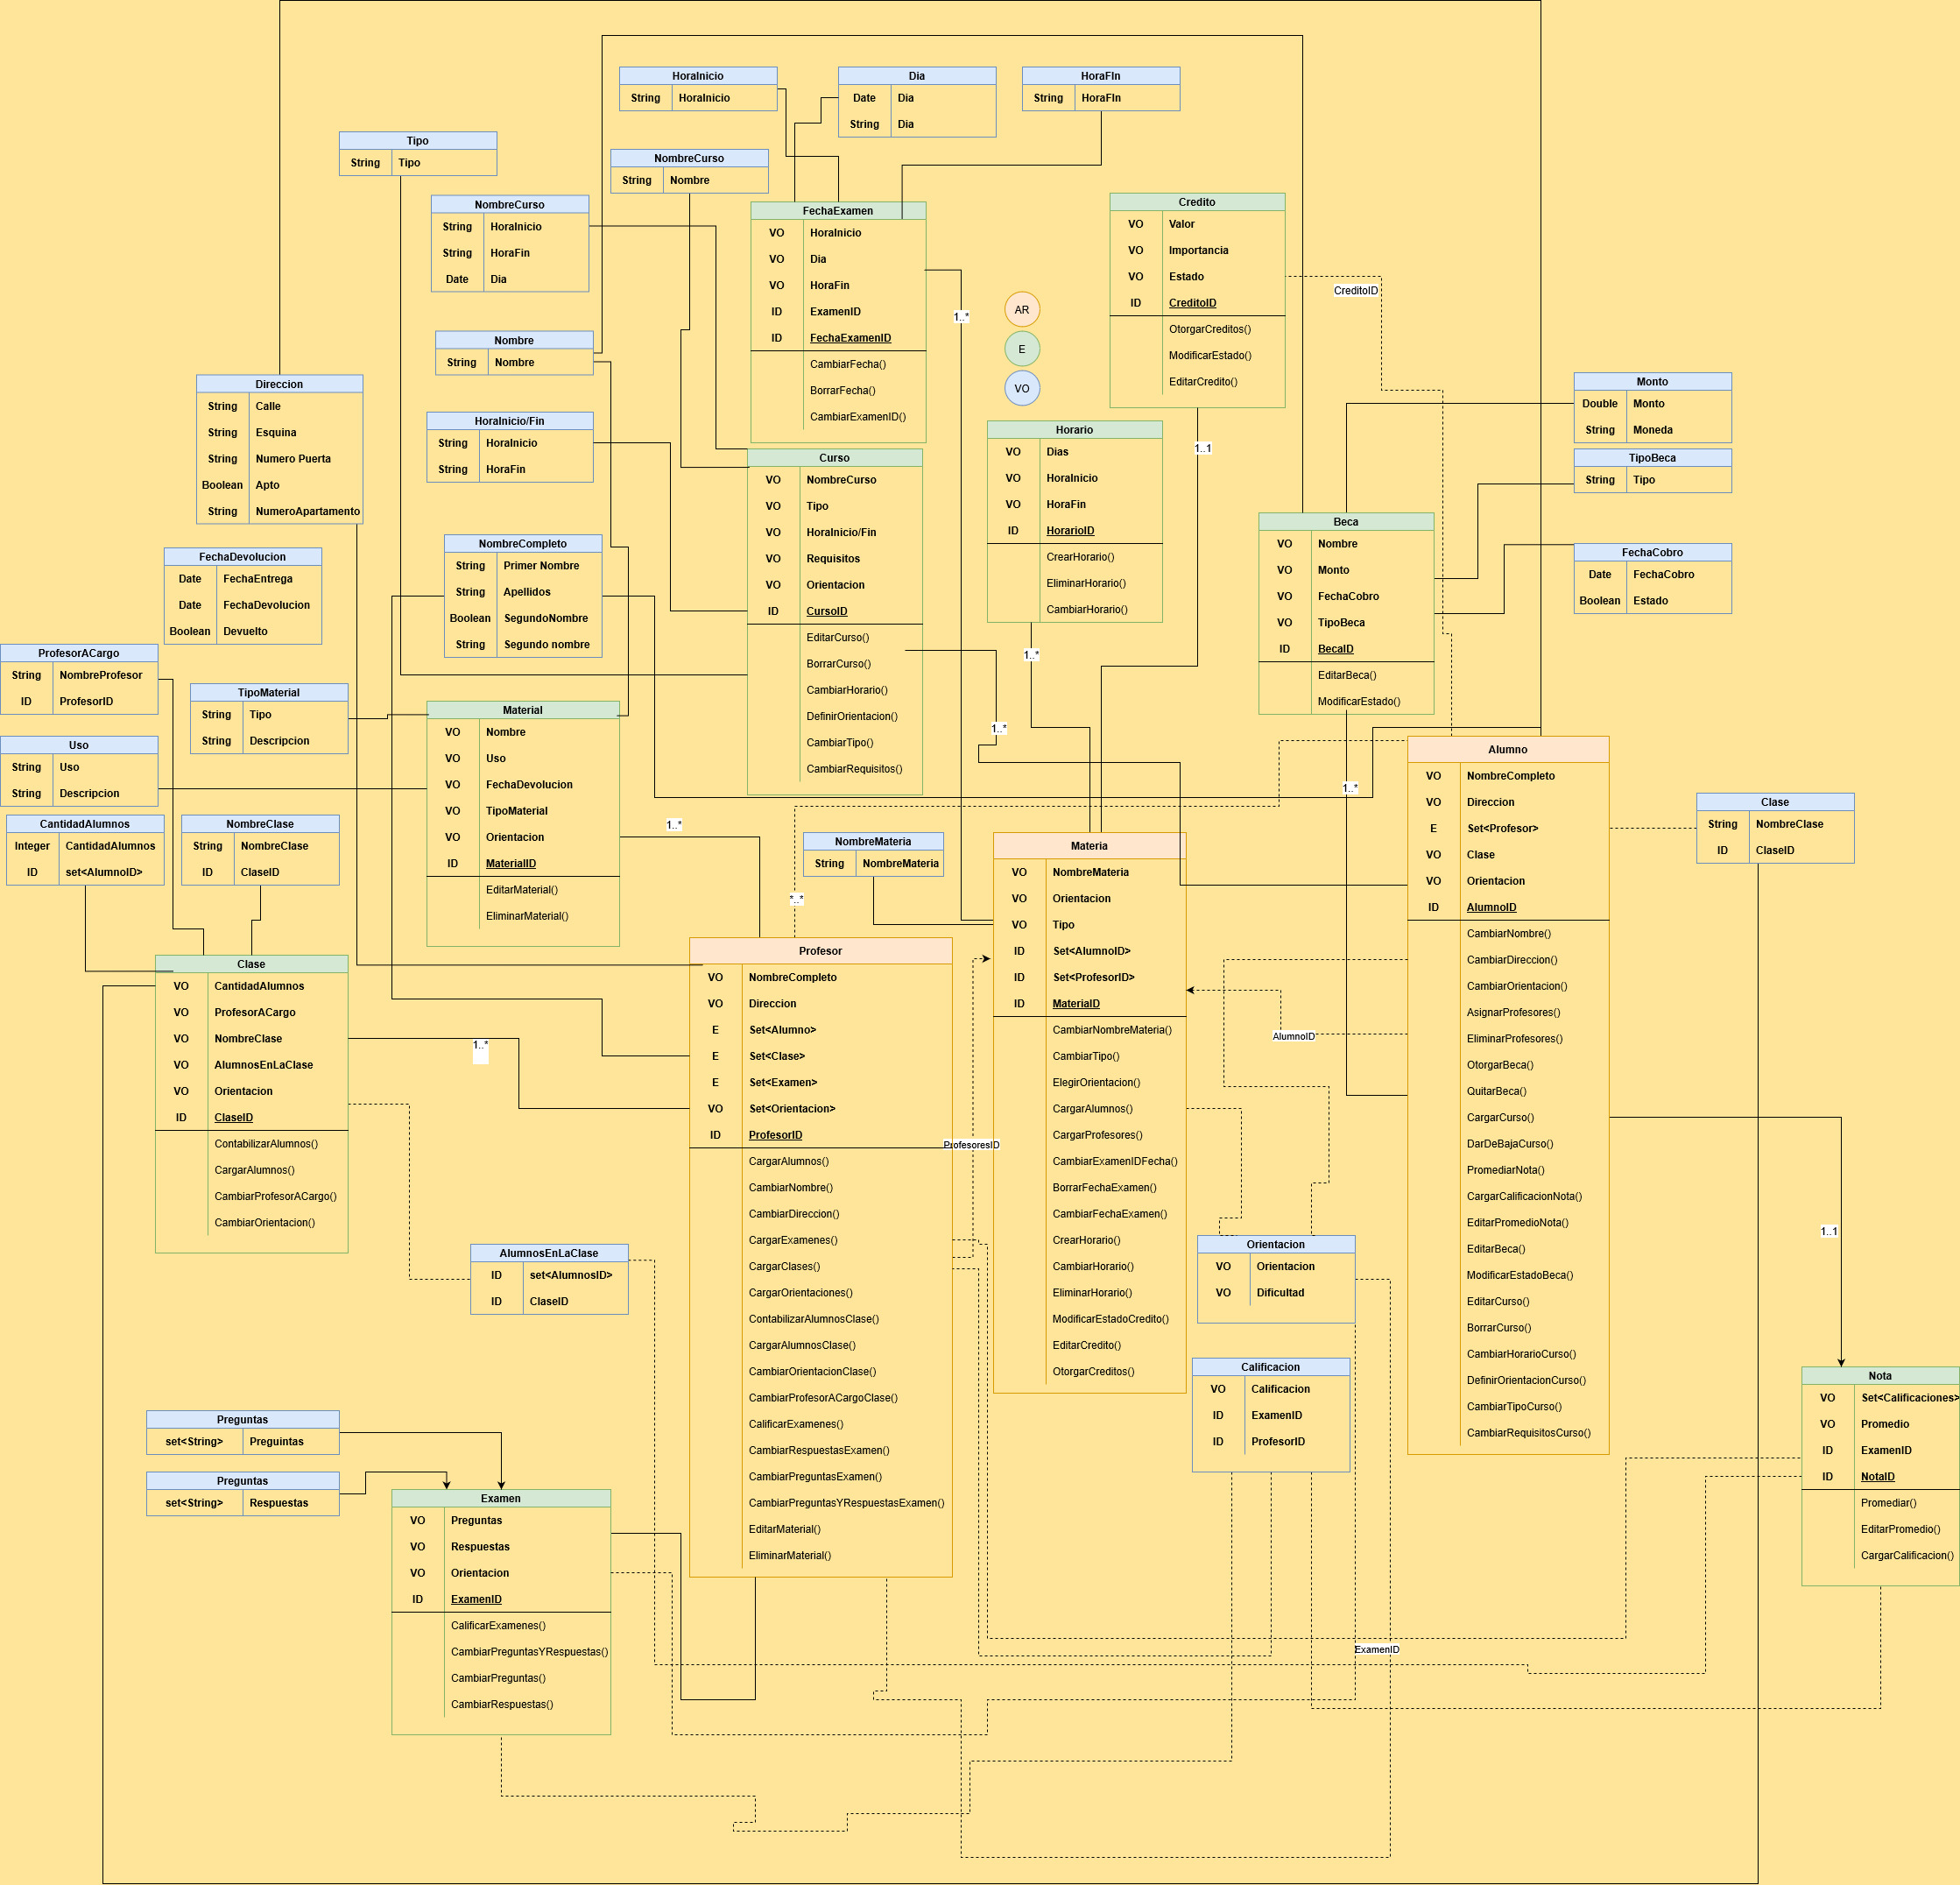 HoraInicio
String HoraInicio
Dia
Date Dia
String Dia
HoraFIn
String HoraFIn
Tipo
String Tipo
NombreCurso
String Nombre
NombreCurso
String HoraInicio
String HoraFin
Date Dia
FechaExamen
VO HoraInicio
VO Dia
VO HoraFin
ID ExamenID
ID FechaExamenID
CambiarFecha()
BorrarFecha()
CambiarExamenID()
Credito
VO Valor
VO Importancia
VO Estado
ID CreditoID
OtorgarCreditos()
ModificarEstado()
EditarCredito()
CreditoID
1..*
AR
E
VO
Nombre
String Nombre
Direccion
String Calle
String Esquina
String Numero Puerta
Boolean Apto
String NumeroApartamento
HoraInicio/Fin
String HoraInicio
String HoraFin
Monto
Double Monto
String Moneda
TipoBeca
String Tipo
FechaCobro
Date FechaCobro
Boolean Estado
Horario
VO Dias
VO HoraInicio
VO HoraFin
ID HorarioID
CrearHorario()
EliminarHorario()
CambiarHorario()
1..1
1..*
Curso
VO NombreCurso
VO Tipo
VO HoraInicio/Fin
VO Requisitos
VO Orientacion
ID CursoID
EditarCurso()
BorrarCurso()
CambiarHorario()
DefinirOrientacion()
CambiarTipo()
CambiarRequisitos()
1..*
Beca
VO Nombre
VO Monto
VO FechaCobro
VO TipoBeca
ID BecaID
EditarBeca()
ModificarEstado()
1..*
NombreCompleto
String Primer Nombre
String Apellidos
Boolean SegundoNombre
String Segundo nombre
FechaDevolucion
Date FechaEntrega
Date FechaDevolucion
Boolean Devuelto
ProfesorACargo
String NombreProfesor
ID ProfesorID
TipoMaterial
String Tipo
String Descripcion
Uso
String Uso
String Descripcion
CantidadAlumnos
Integer CantidadAlumnos
ID set<AlumnoID>
NombreClase
String NombreClase
ID ClaseID
Material
VO Nombre
VO Uso
VO FechaDevolucion
VO TipoMaterial
VO Orientacion
ID MaterialID
EditarMaterial()
EliminarMaterial()
1..*
*..*
NombreMateria
String NombreMateria
Materia
VO NombreMateria
VO Orientacion
VO Tipo
ID Set<AlumnoID>
ID Set<ProfesorID>
ID MateriaID
CambiarNombreMateria()
CambiarTipo()
ElegirOrientacion()
CargarAlumnos()
CargarProfesores()
CambiarExamenIDFecha()
BorrarFechaExamen()
CambiarFechaExamen()
CrearHorario()
CambiarHorario()
EliminarHorario()
ModificarEstadoCredito()
EditarCredito()
OtorgarCreditos()
Alumno
VO NombreCompleto
VO Direccion
E Set<Profesor>
VO Clase
VO Orientacion
ID AlumnoID
CambiarNombre()
CambiarDireccion()
CambiarOrientacion()
AsignarProfesores()
EliminarProfesores()
OtorgarBeca()
QuitarBeca()
CargarCurso()
DarDeBajaCurso()
PromediarNota()
CargarCalificacionNota()
EditarPromedioNota()
EditarBeca()
ModificarEstadoBeca()
EditarCurso()
BorrarCurso()
CambiarHorarioCurso()
DefinirOrientacionCurso()
CambiarTipoCurso()
CambiarRequisitosCurso()
Clase
String NombreClase
ID ClaseID
Clase
VO CantidadAlumnos
VO ProfesorACargo
VO NombreClase
VO AlumnosEnLaClase
VO Orientacion
ID ClaseID
ContabilizarAlumnos()
CargarAlumnos()
CambiarProfesorACargo()
CambiarOrientacion()
1..*
Profesor
VO NombreCompleto
VO Direccion
E Set<Alumno>
E Set<Clase>
E Set<Examen>
VO Set<Orientacion>
ID ProfesorID
CargarAlumnos()
CambiarNombre()
CambiarDireccion()
CargarExamenes()
CargarClases()
CargarOrientaciones()
ContabilizarAlumnosClase()
CargarAlumnosClase()
CambiarOrientacionClase()
CambiarProfesorACargoClase()
CalificarExamenes()
CambiarRespuestasExamen()
CambiarPreguntasExamen()
CambiarPreguntasYRespuestasExamen()
EditarMaterial()
EliminarMaterial()
ProfesoresID
AlumnoID
AlumnosEnLaClase
ID set<AlumnosID>
ID ClaseID
Orientacion
VO Orientacion
VO Dificultad
Calificacion
VO Calificacion
ID ExamenID
ID ProfesorID
1..1
Nota
VO Set<Calificaciones>
VO Promedio
ID ExamenID
ID NotaID
Promediar()
EditarPromedio()
CargarCalificacion()
Preguntas
set<String> Preguintas
Preguntas
set<String> Respuestas
Examen
VO Preguntas
VO Respuestas
VO Orientacion
ID ExamenID
CalificarExamenes()
CambiarPreguntasYRespuestas()
CambiarPreguntas()
CambiarRespuestas()
ExamenID